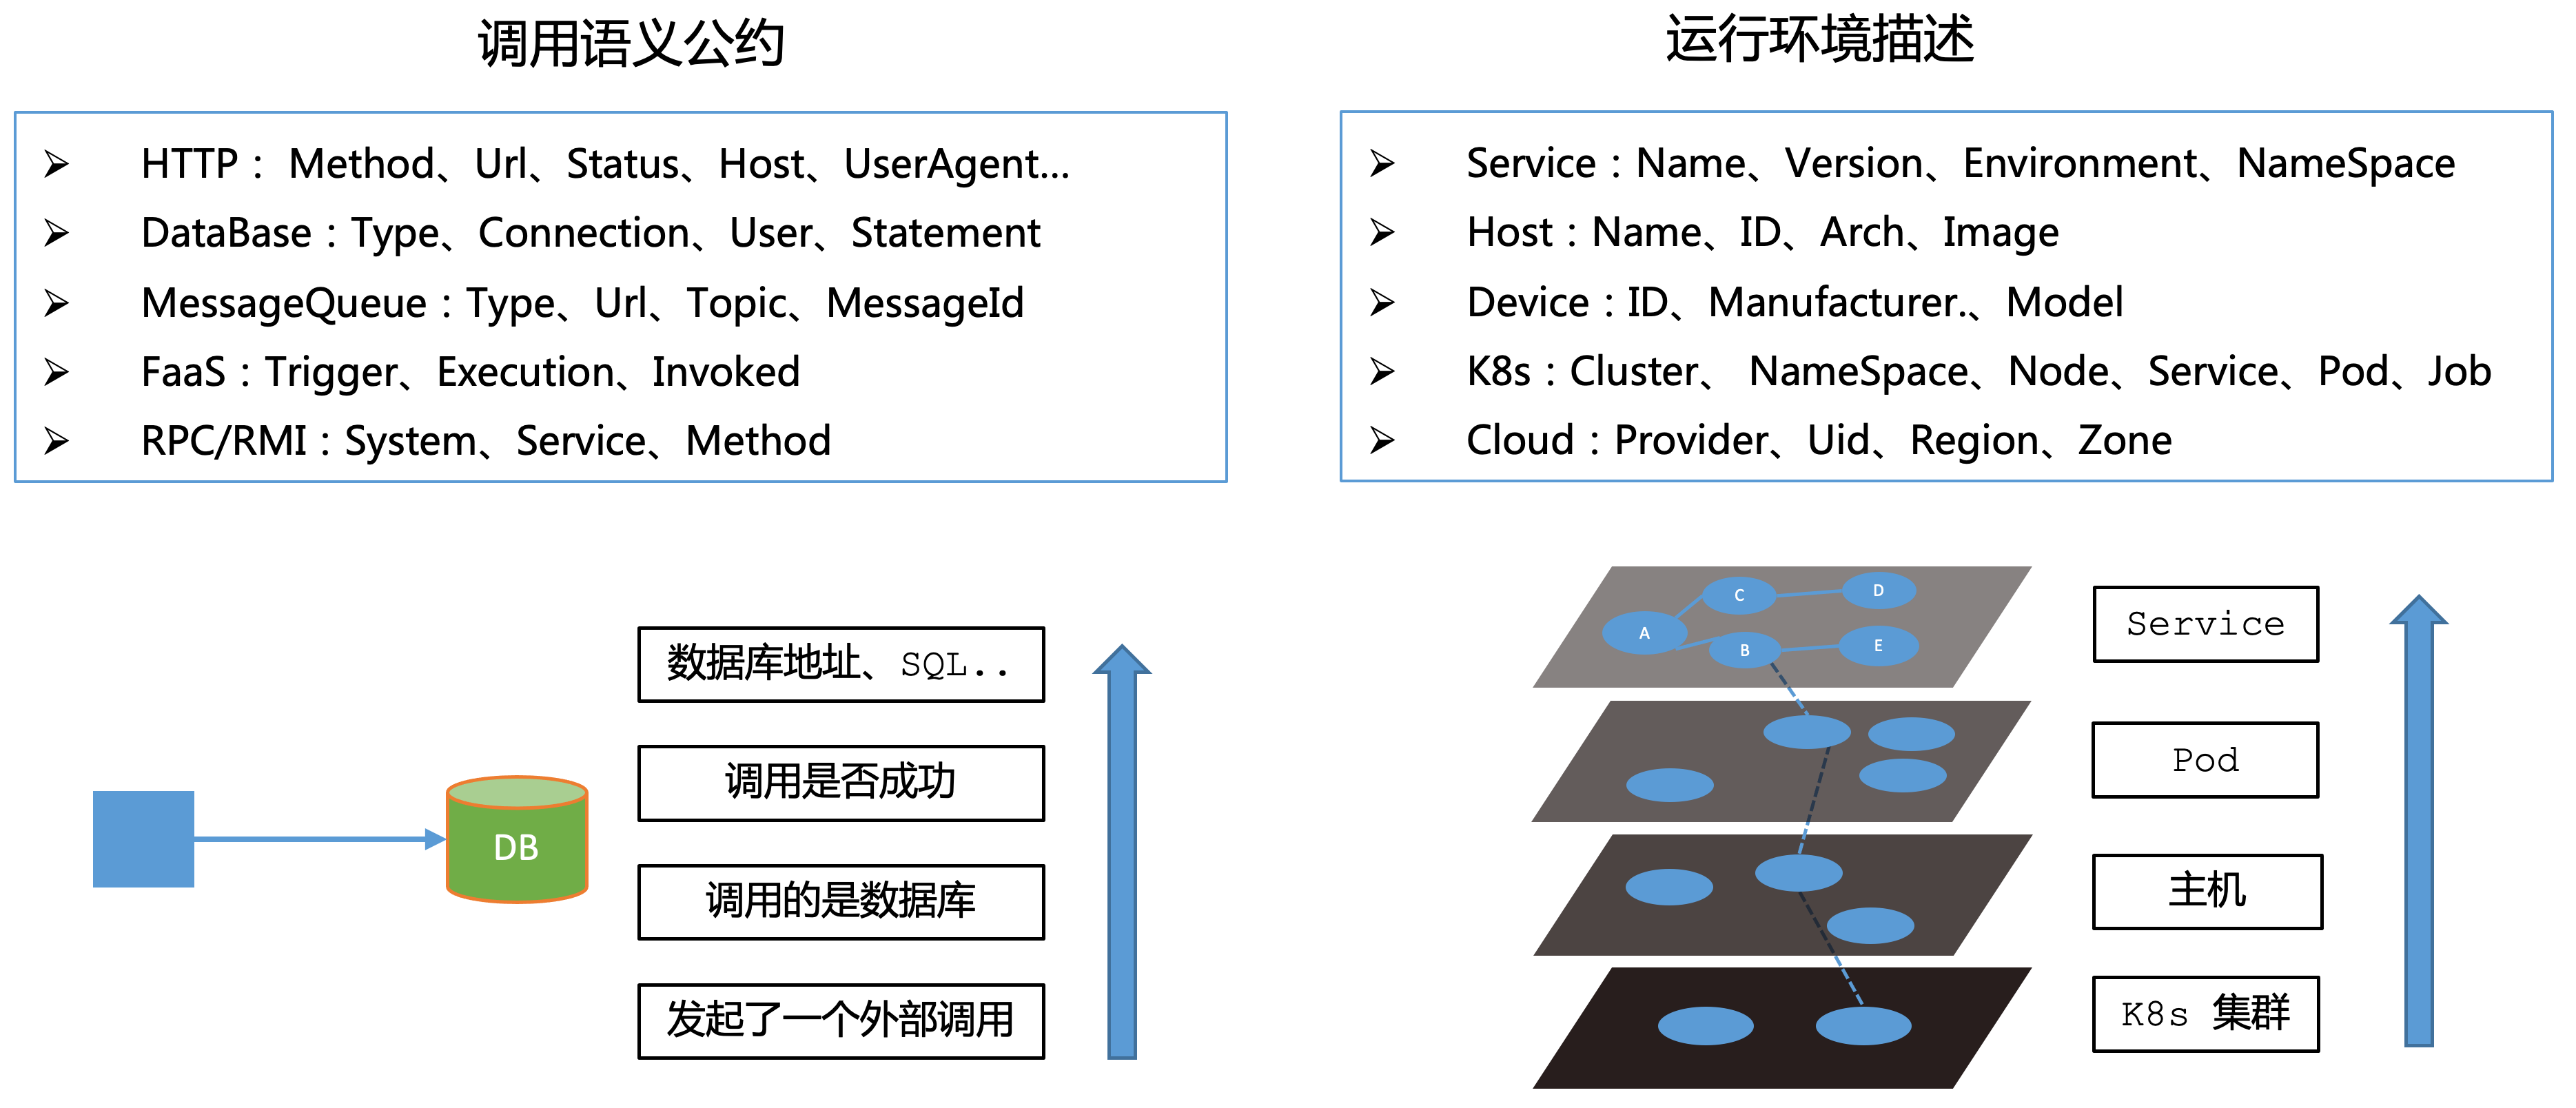 调用语义公约
HTTP： Method、Url、Status、Host、UserAgent...
DataBase：Type、Connection、User、Statement
MessageQueue：Type、Url、Topic、MessageId
FaaS：Trigger、Execution、Invoked
RPC/RMI：System、Service、Method
运行环境描述
Service：Name、Version、Environment、NameSpace
Host：Name、ID、Arch、Image
Device：ID、Manufacturer.、Model
K8s：Cluster、 NameSpace、Node、Service、Pod、Job
Cloud：Provider、Uid、Region、Zone
DB
数据库地址、SQL..
调用是否成功
调用的是数据库
发起了一个外部调用
A
C
D
B
E
Service
Pod
主机
K8s 集群